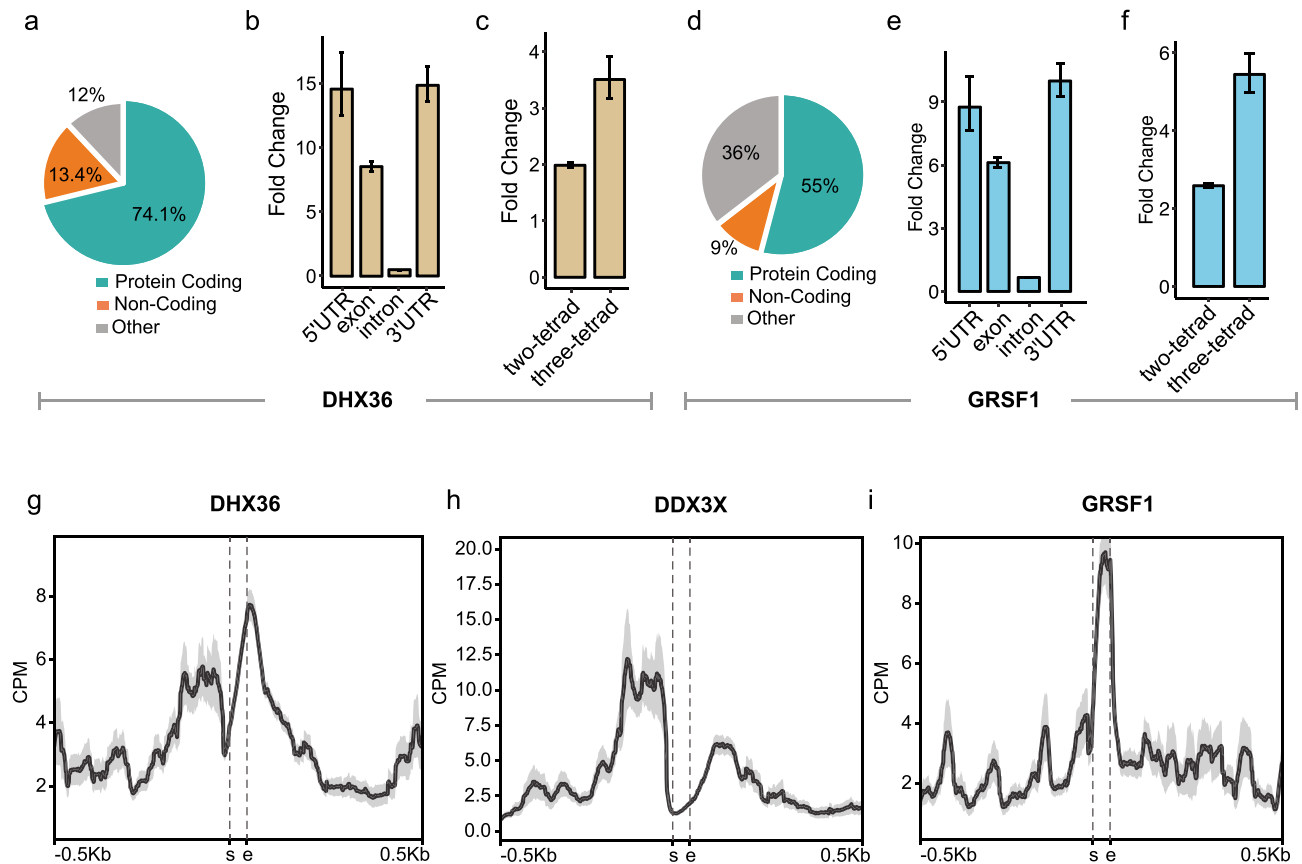 a
12%
13.4%
74.1%
Protein Coding
Non-Coding
Other
b
Fold Change
15
10
5
0
5'UTR
exon
intron
3'UTR
c
Fold Change
4
3
2
1
0
two-tetrad
three-tetrad
d
36%
55%
9%
Protein Coding
Non-Coding
Other
e
Fold Change
9
6
3
0
5'UTR
exon
intron
3'UTR
f
Fold Change
6
4
2
0
two-tetrad
three-tetrad
DHX36
GRSF1
g
DHX36
CPM
8
6
4
2
-0.5Kb
s
e
0.5Kb
h
DDX3X
CPM
20.0
17.5
15.0
12.5
10.0
7.5
5.0
2.5
0.0
-0.5Kb
s
e
0.5Kb
i
GRSF1
CPM
10
8
6
4
2
-0.5Kb
s
e
0.5Kb